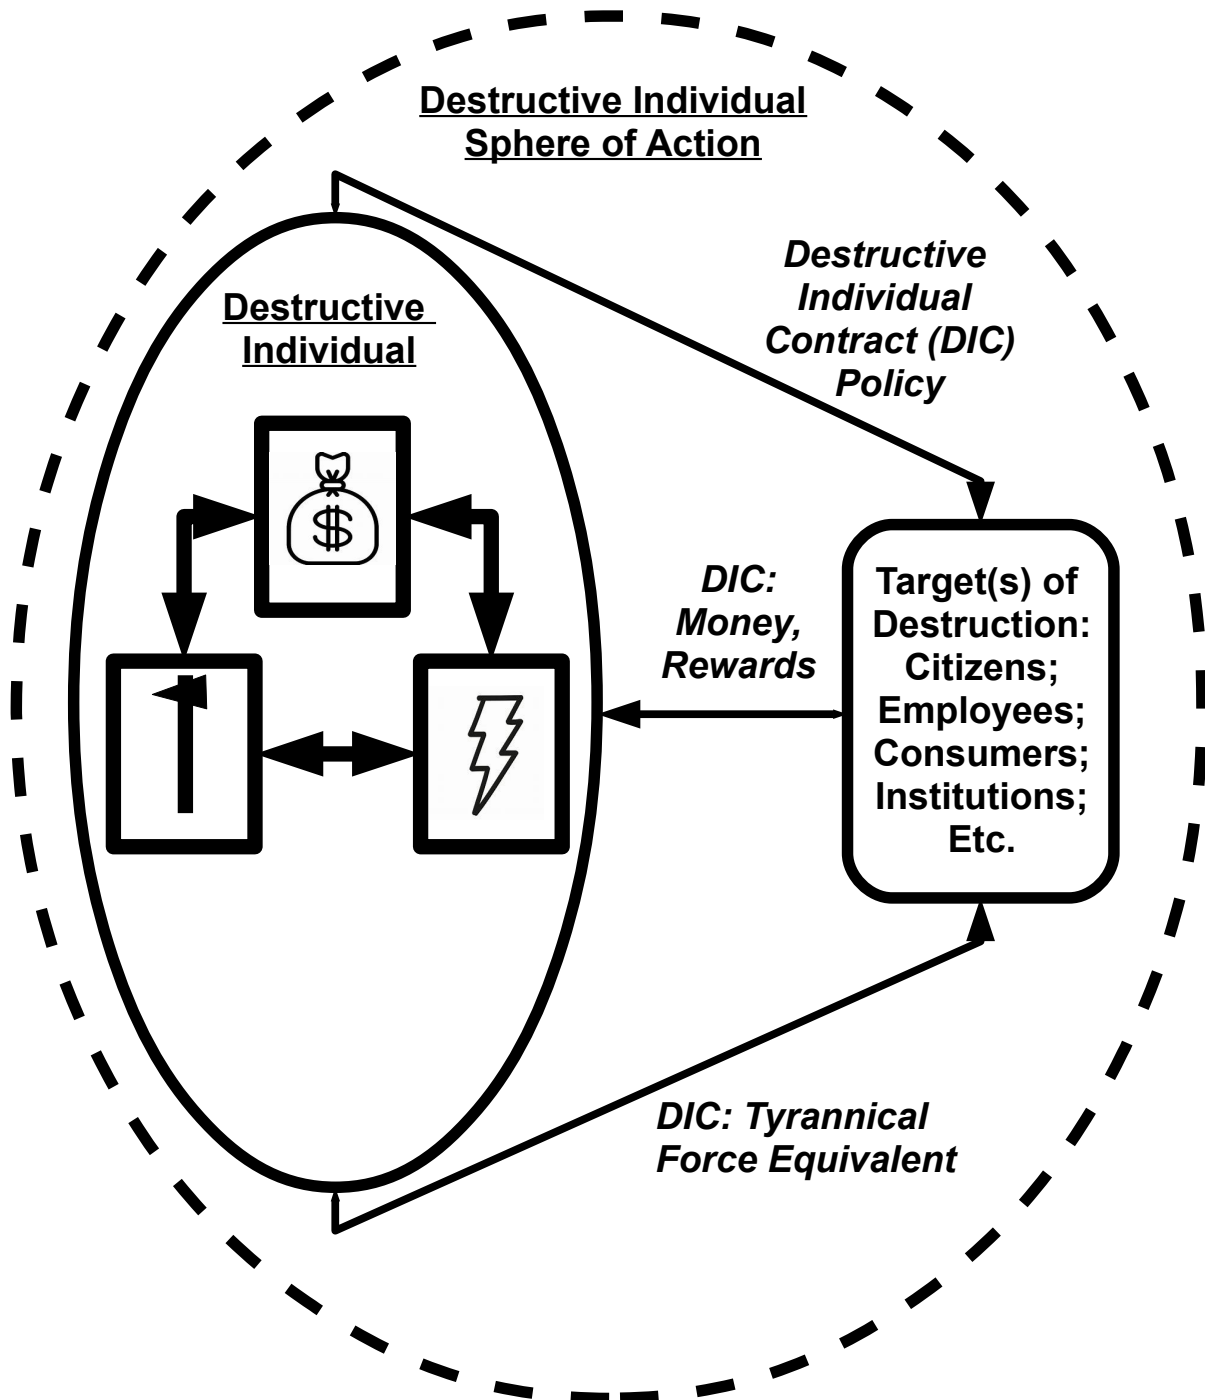 Destructive Individual
Sphere of Action
Destructive
Individual
Contract (DIC)
Policy
Destructive
Individual
$
DIC:
Money,
Rewards
Target(s) of
Destruction:
Citizens;
Employees;
Consumers;
Institutions;
Etc.
DIC: Tyrannical
Force Equivalent